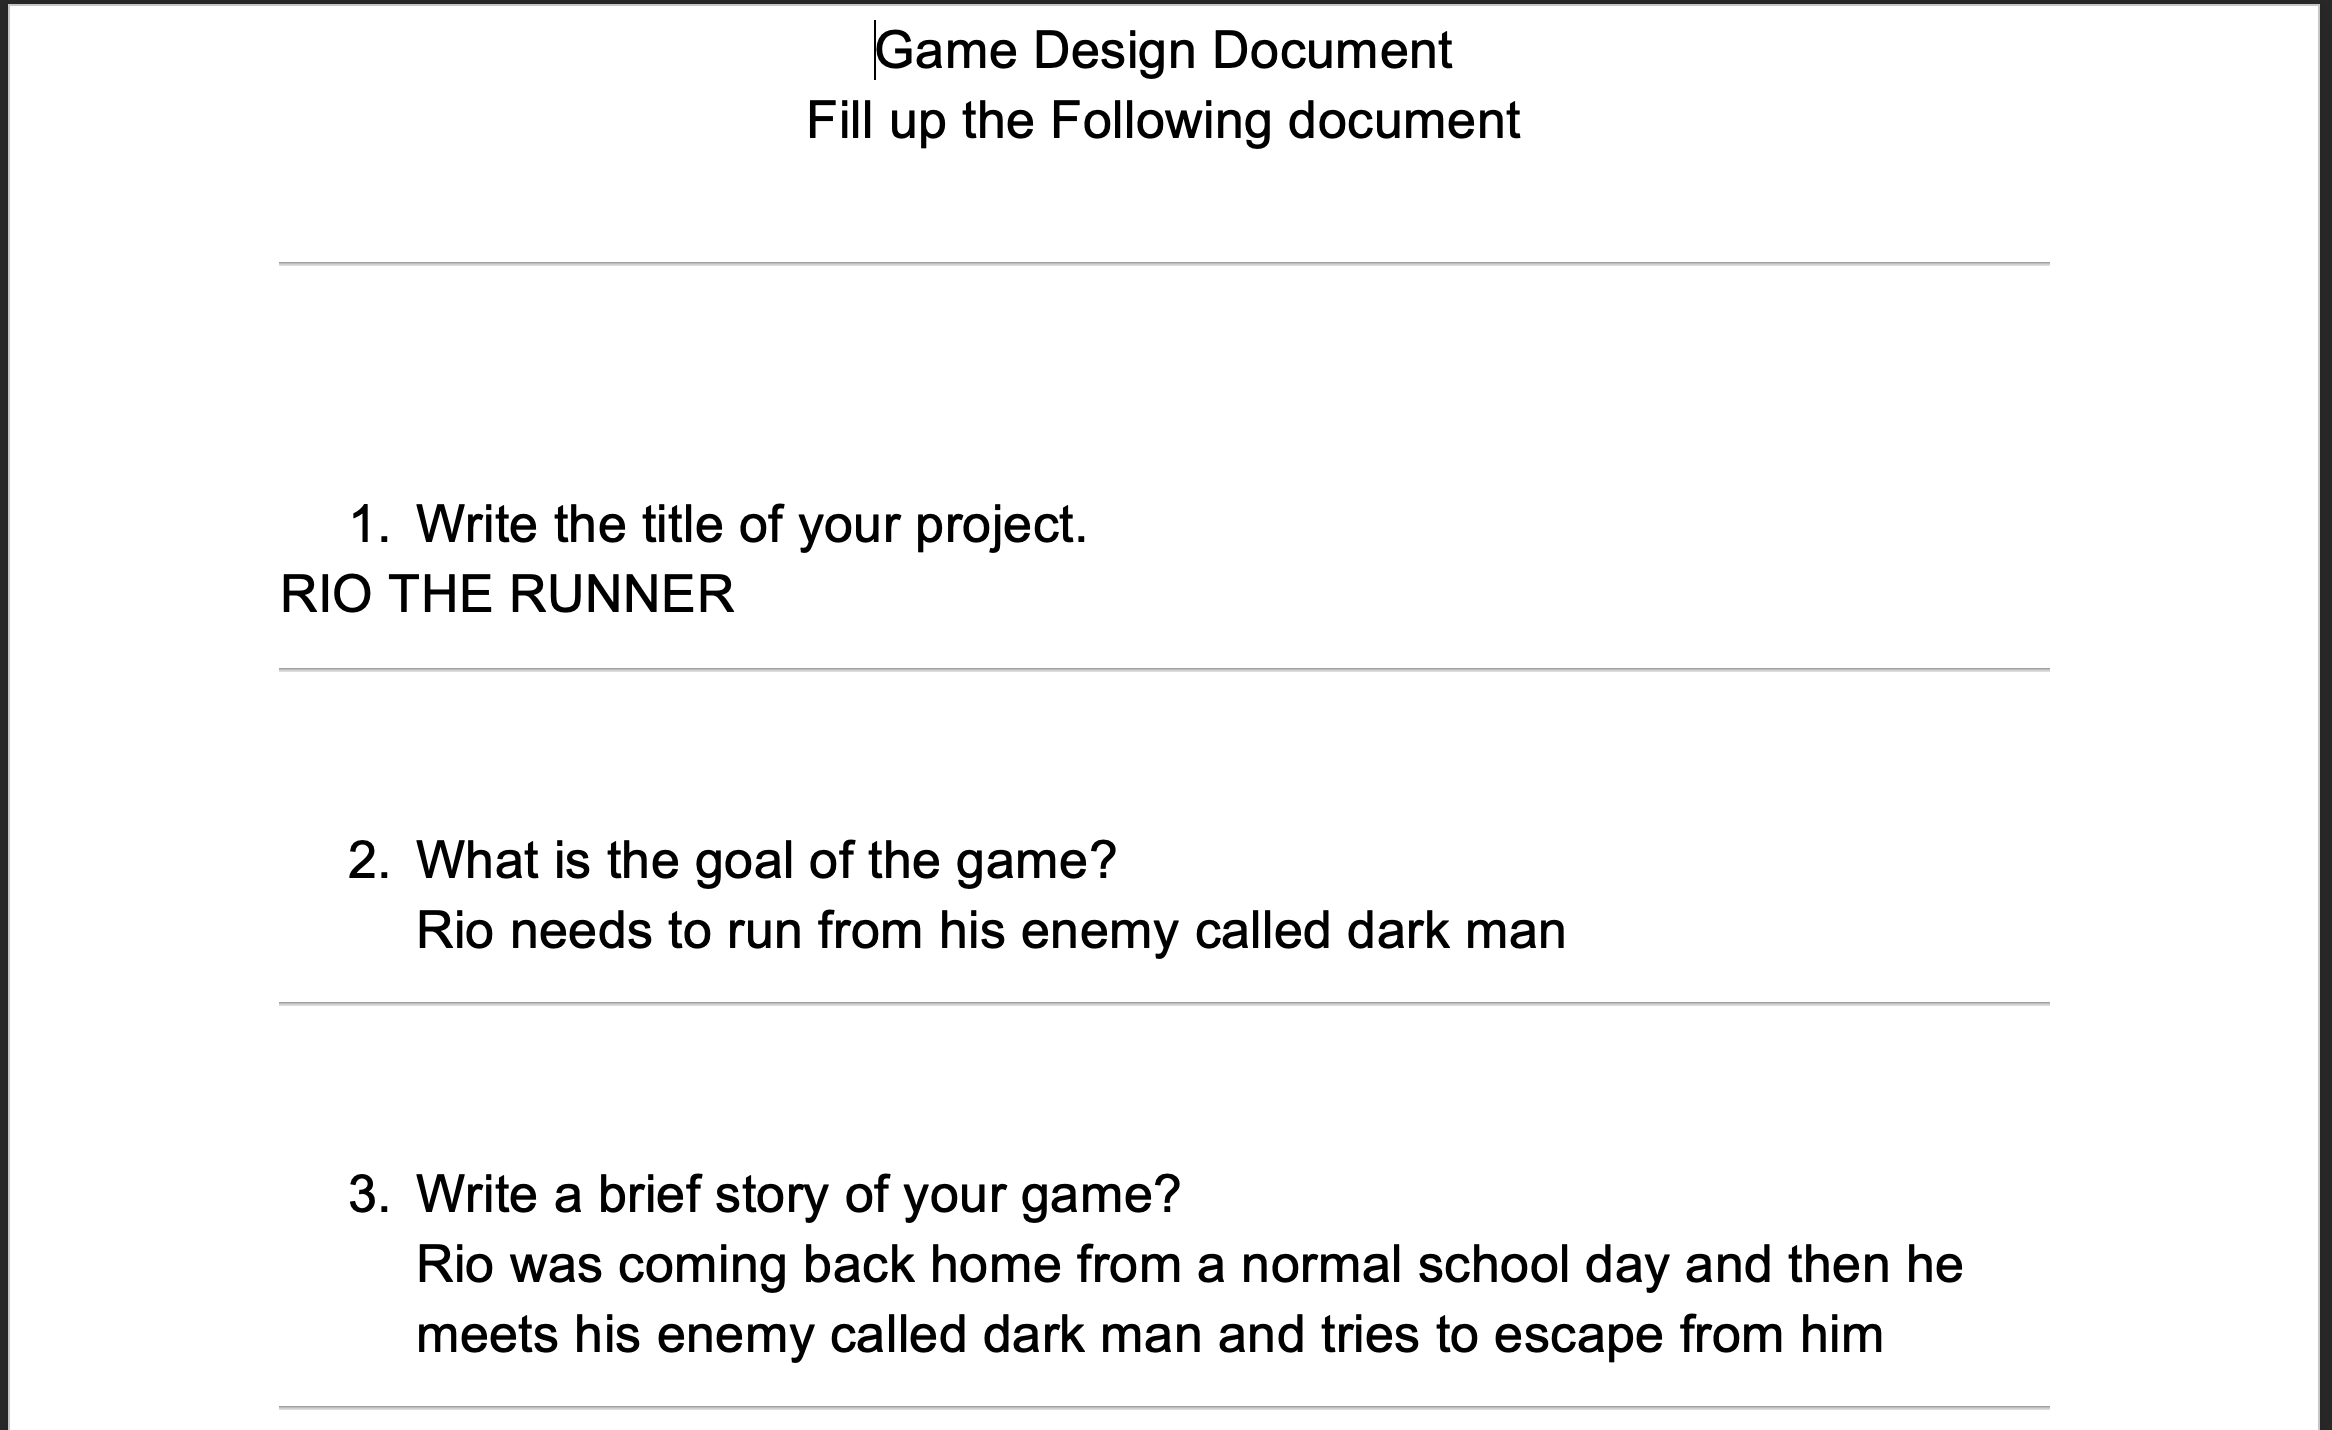 Game Design Document
Fill up the Following document
1. Write the title of your project.
RIO THE RUNNER
2. What is the goal of the game?
Rio needs to run from his enemy called dark man
3. Write a brief story of your game?
Rio was coming back home from a normal school day and then he
meets his enemy called dark man and tries to escape from him